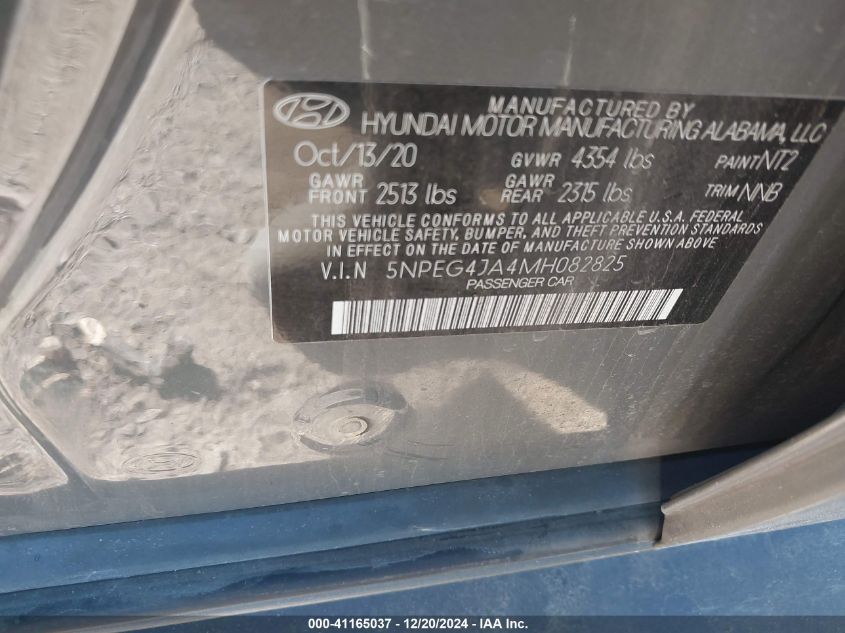 MANUFACTURED BY
HYUNDAI MOTOR MANUFACTURING ALABAMA, LLC
Oct/13/20 GVWR 4354 lbs PAINT NT2
GAWR FRONT 2513 lbs GAWR REAR 2315 lbs TRIM NNB
THIS VEHICLE CONFORMS TO ALL APPLICABLE U.S.A. FEDERAL
MOTOR VEHICLE SAFETY, BUMPER, AND THEFT PREVENTION STANDARDS
IN EFFECT ON THE DATE OF MANUFACTURE SHOWN ABOVE
V.I.N 5NPEG4JA4MH082825
PASSENGER CAR
000-41165037 - 12/20/2024 - IAA Inc.